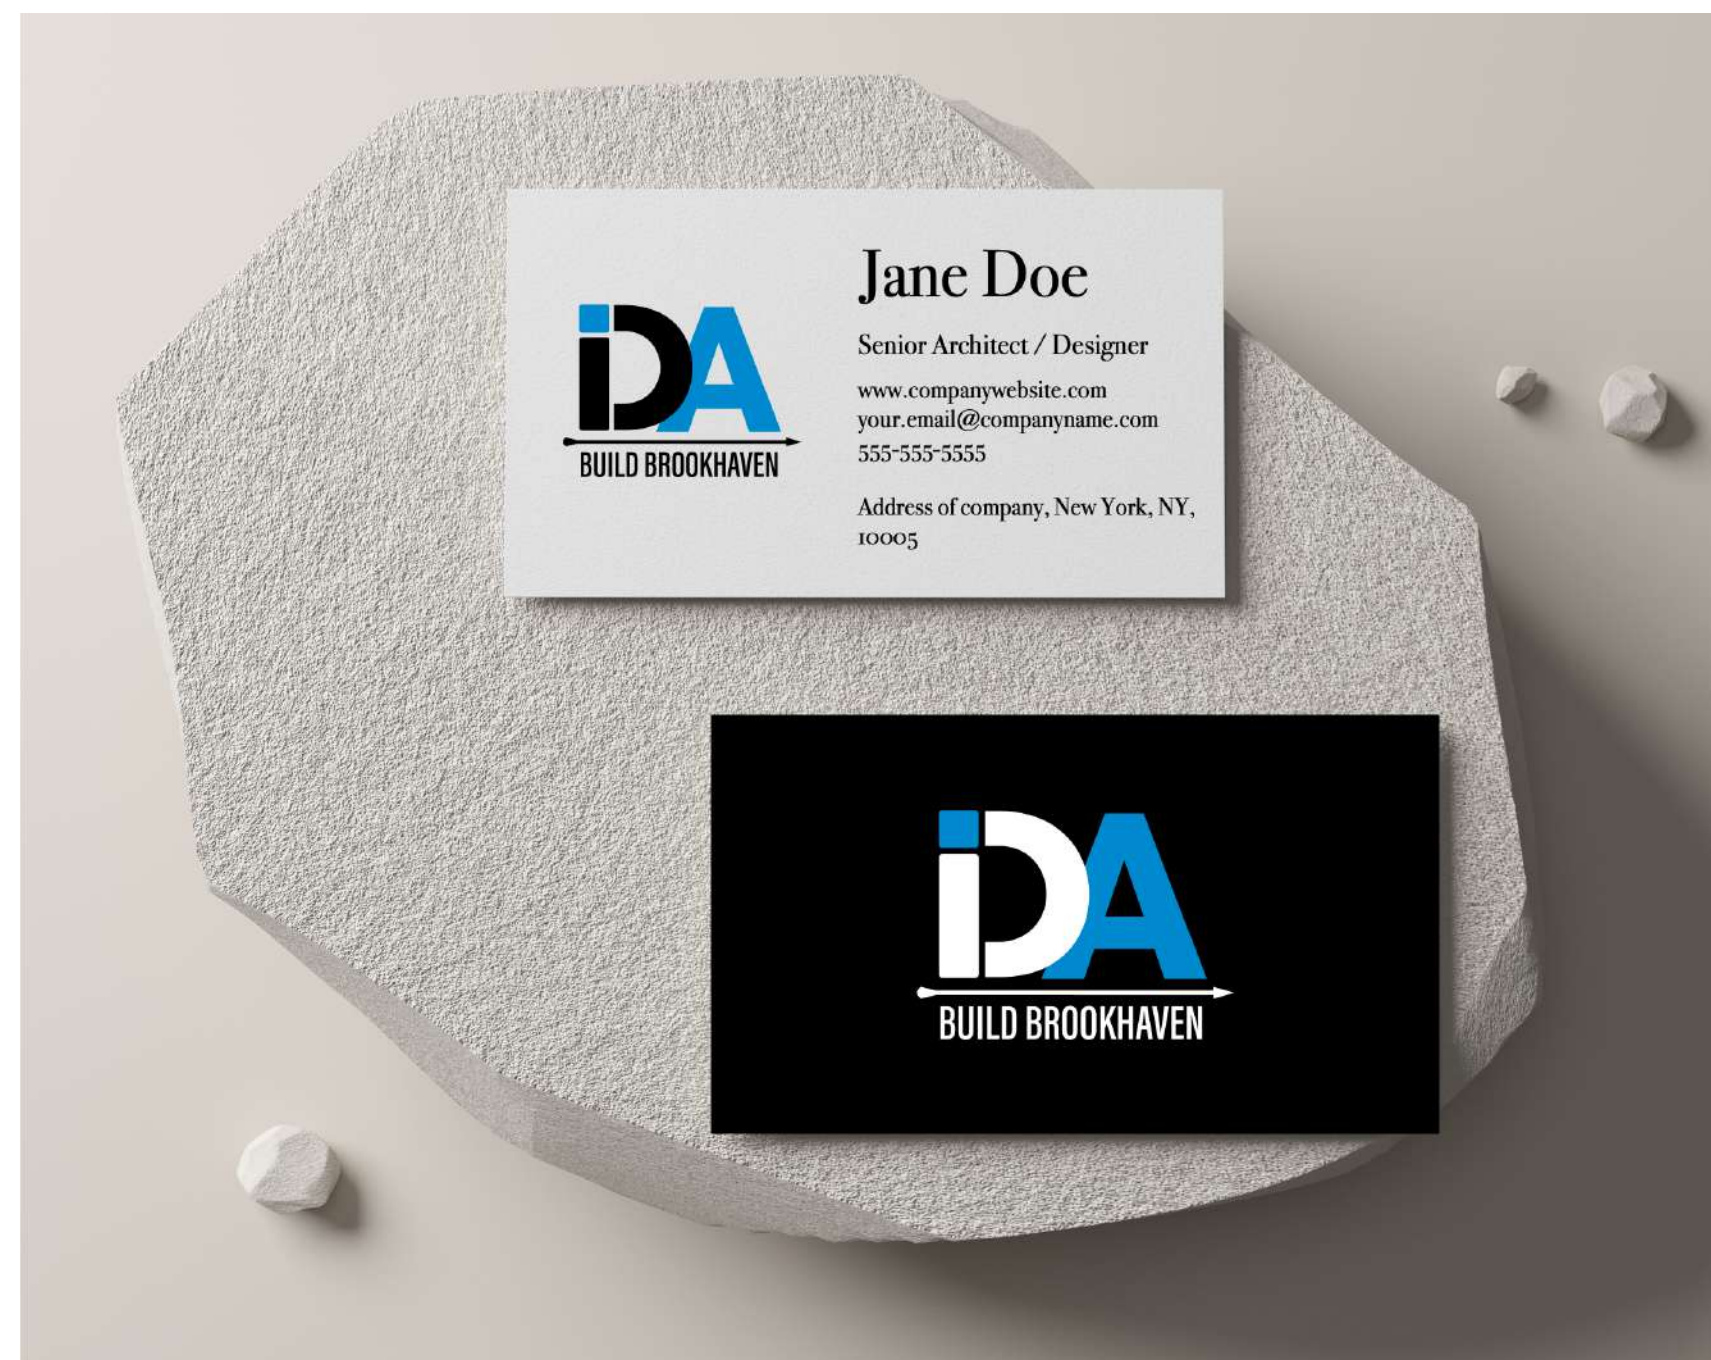 iDA
BUILD BROOKHAVEN
Jane Doe
Senior Architect / Designer
www.companywebsite.com
your.email@companyname.com
555-555-5555
Address of company, New York, NY,
10005
iDA
BUILD BROOKHAVEN